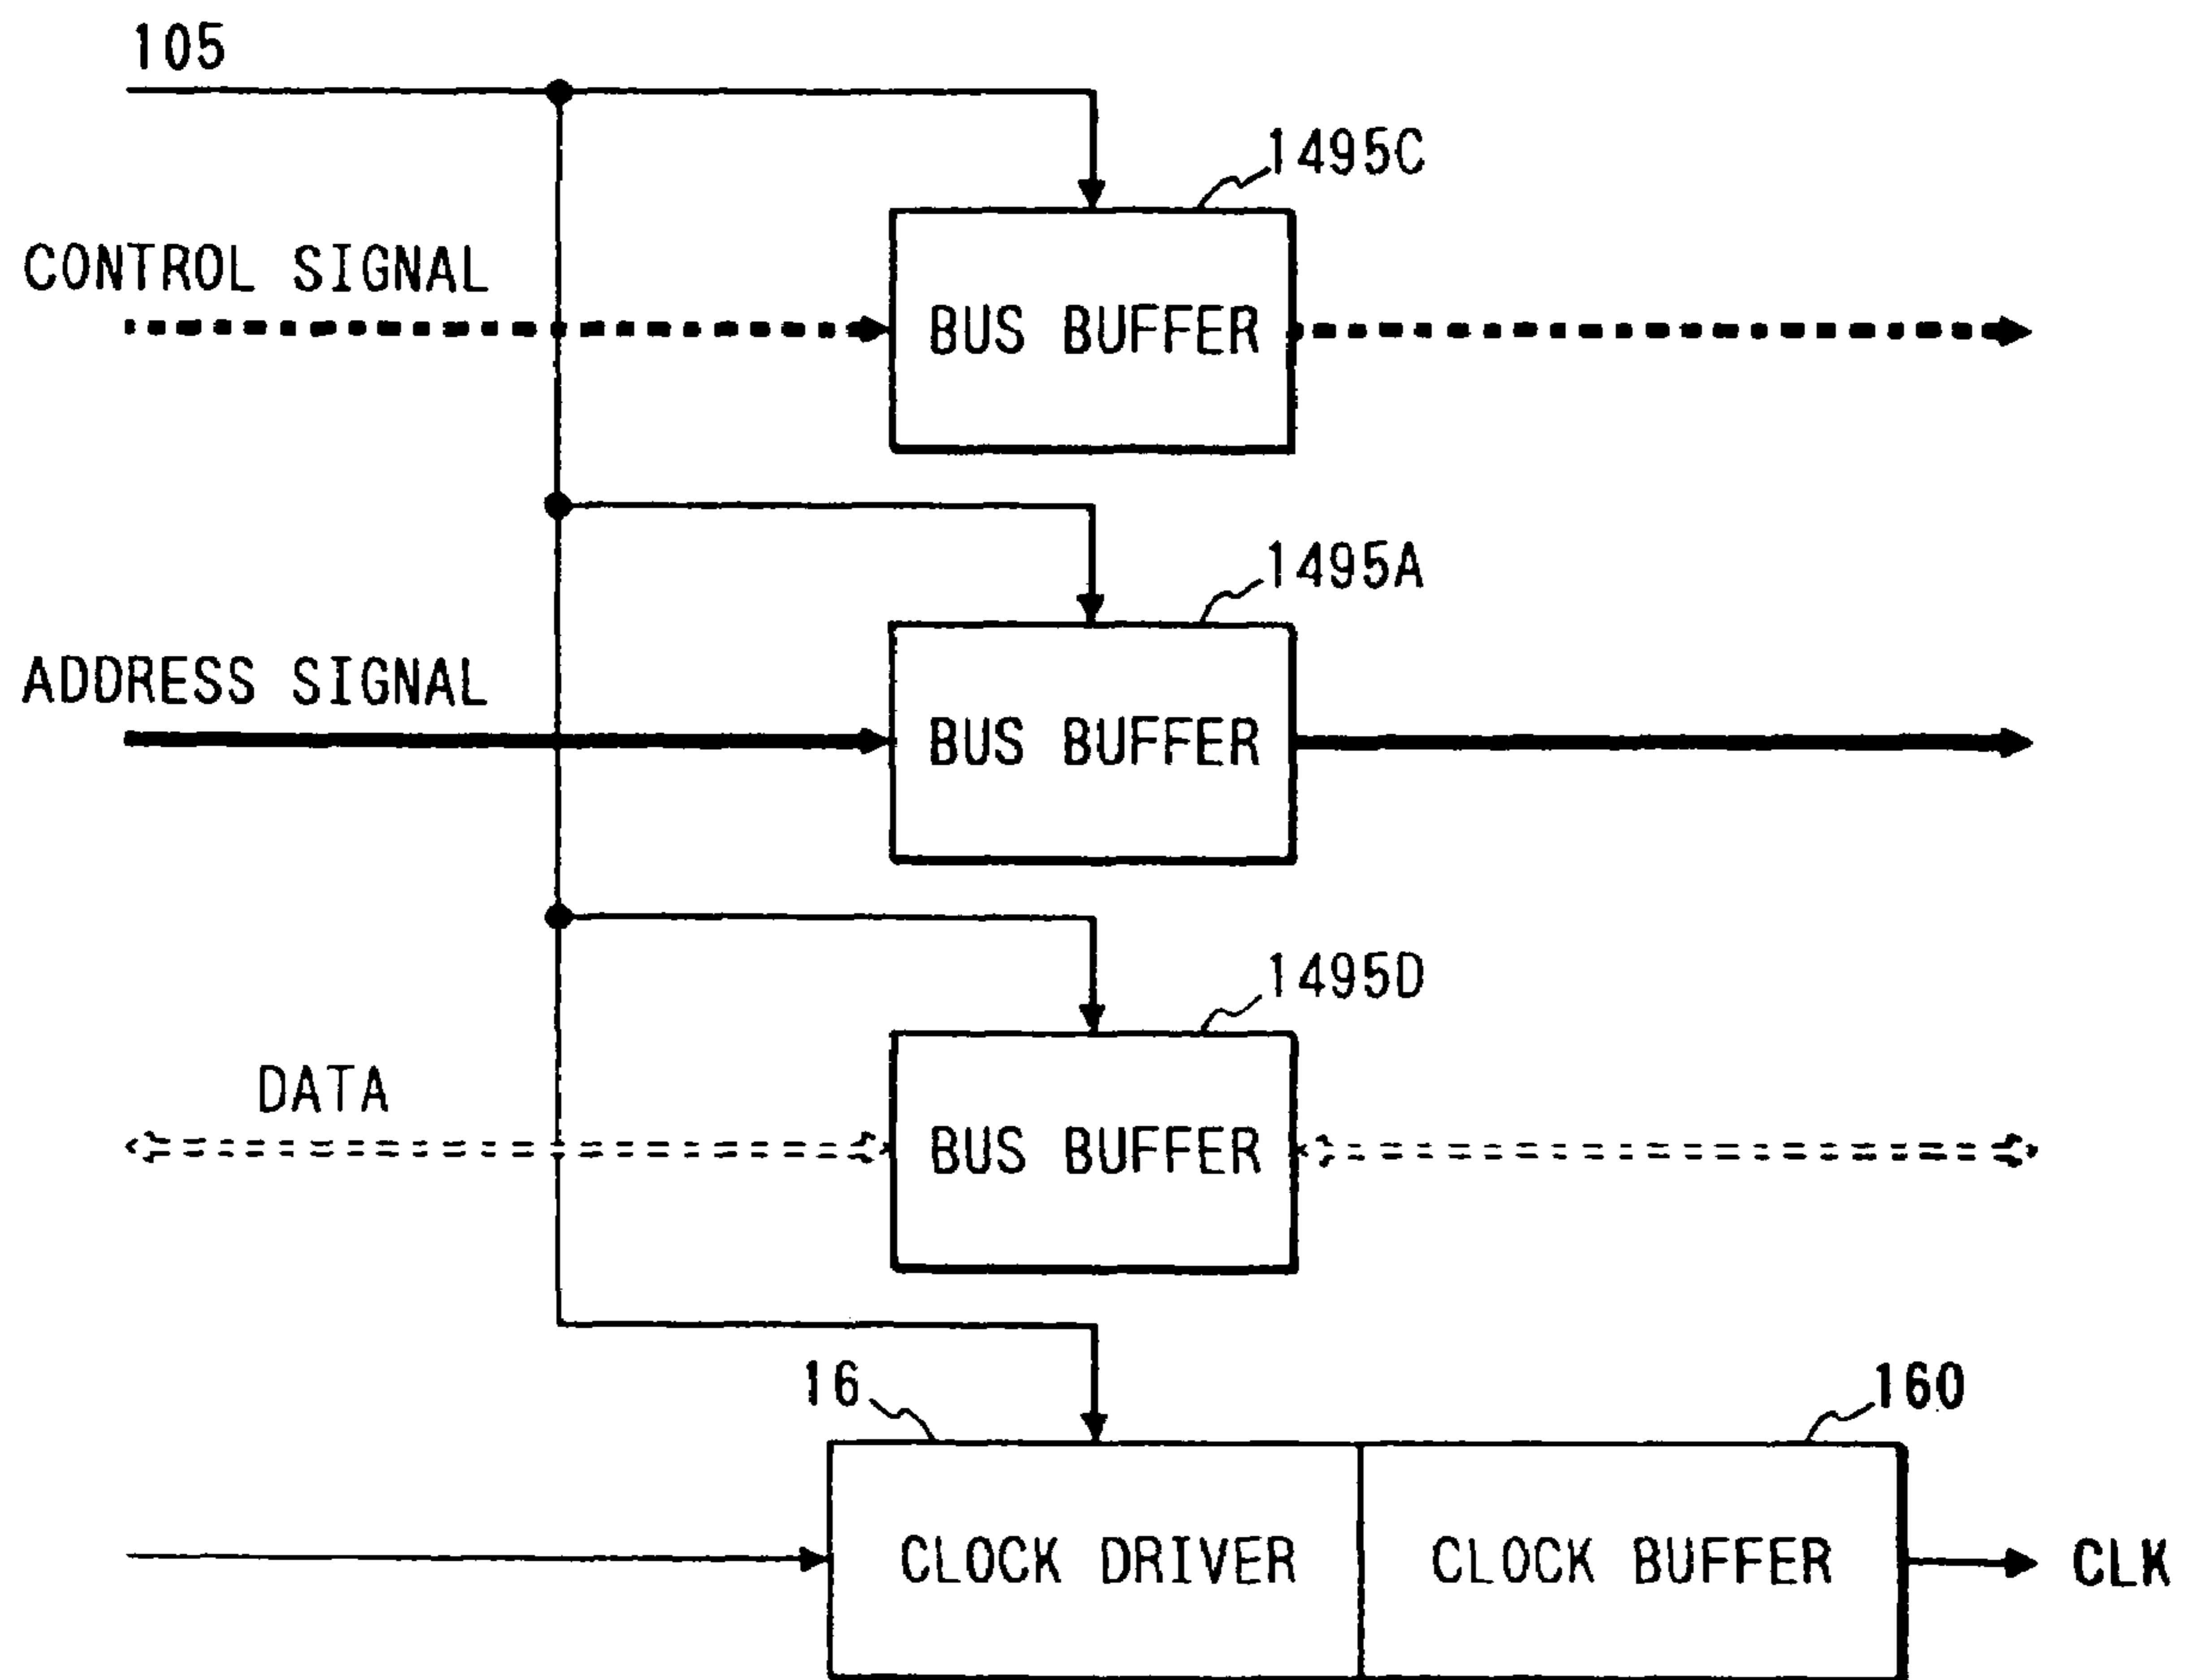 105
1495C
CONTROL SIGNAL
BUS BUFFER
1495A
ADDRESS SIGNAL
BUS BUFFER
1495D
DATA
BUS BUFFER
16
160
CLOCK DRIVER
CLOCK BUFFER
CLK